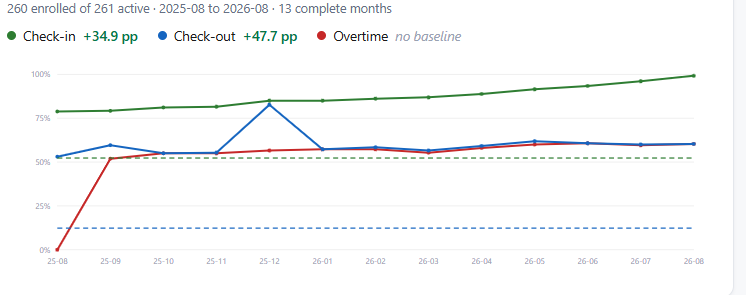 260 enrolled of 261 active · 2025-08 to 2026-08 · 13 complete months
Check-in +34.9 pp Check-out +47.7 pp Overtime no baseline
100%
75%
50%
25%
0%
25-08 25-09 25-10 25-11 25-12 26-01 26-02 26-03 26-04 26-05 26-06 26-07 26-08